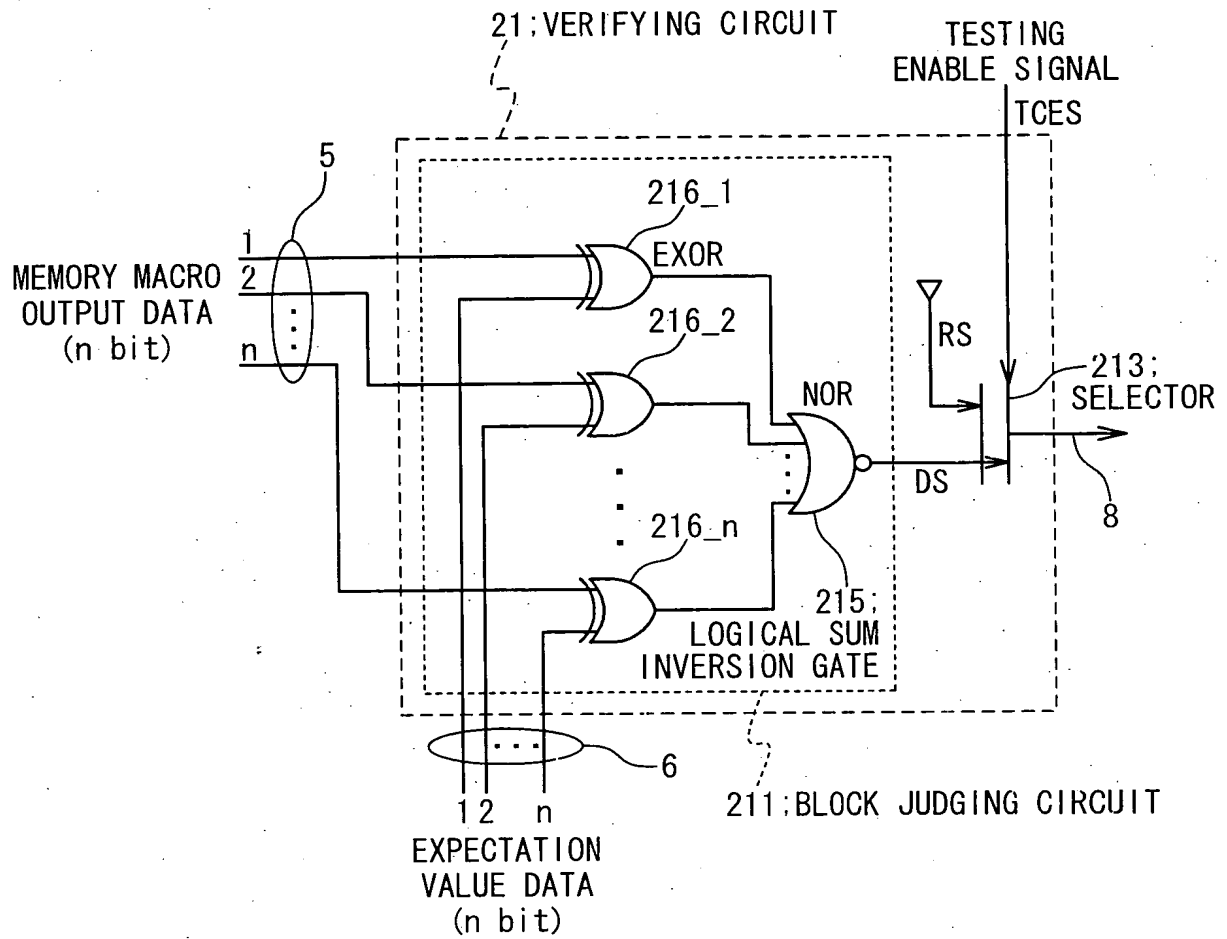 21;VERIFYING CIRCUIT
TESTING
ENABLE SIGNAL
TCES
5
216_1
EXOR
1
MEMORY MACRO
OUTPUT DATA
(n bit)
2
n
216_2
RS
213;
SELECTOR
NOR
DS
8
216_n
215;
LOGICAL SUM
INVERSION GATE
6
1 2 n
211;BLOCK JUDGING CIRCUIT
EXPECTATION
VALUE DATA
(n bit)